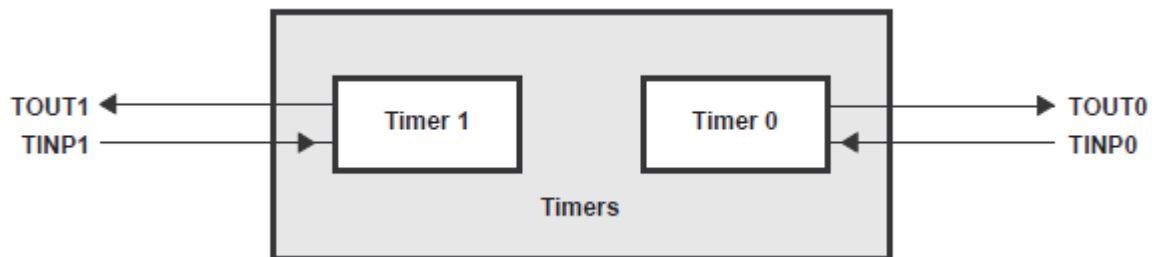 TOUT1
TINP1
Timer 1
Timer 0
TOUT0
TINP0
Timers